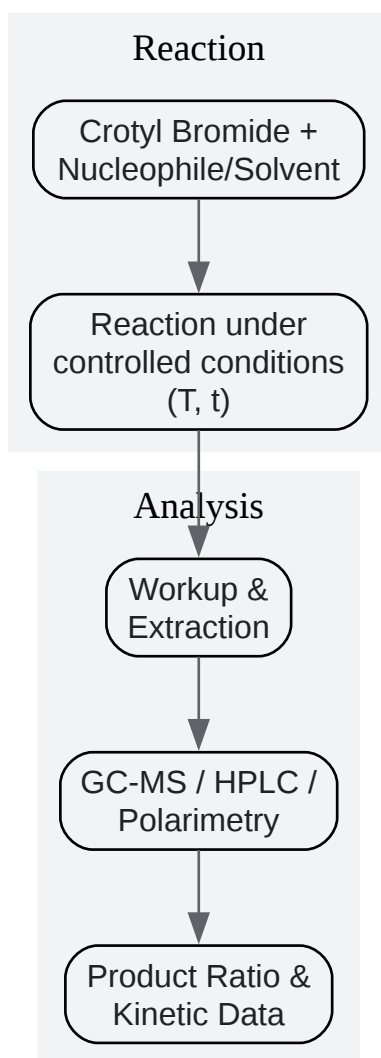 Reaction
Crotyl Bromide +
Nucleophile/Solvent
Reaction under
controlled conditions
(T, t)
Analysis
Workup &
Extraction
GC-MS / HPLC /
Polarimetry
Product Ratio &
Kinetic Data